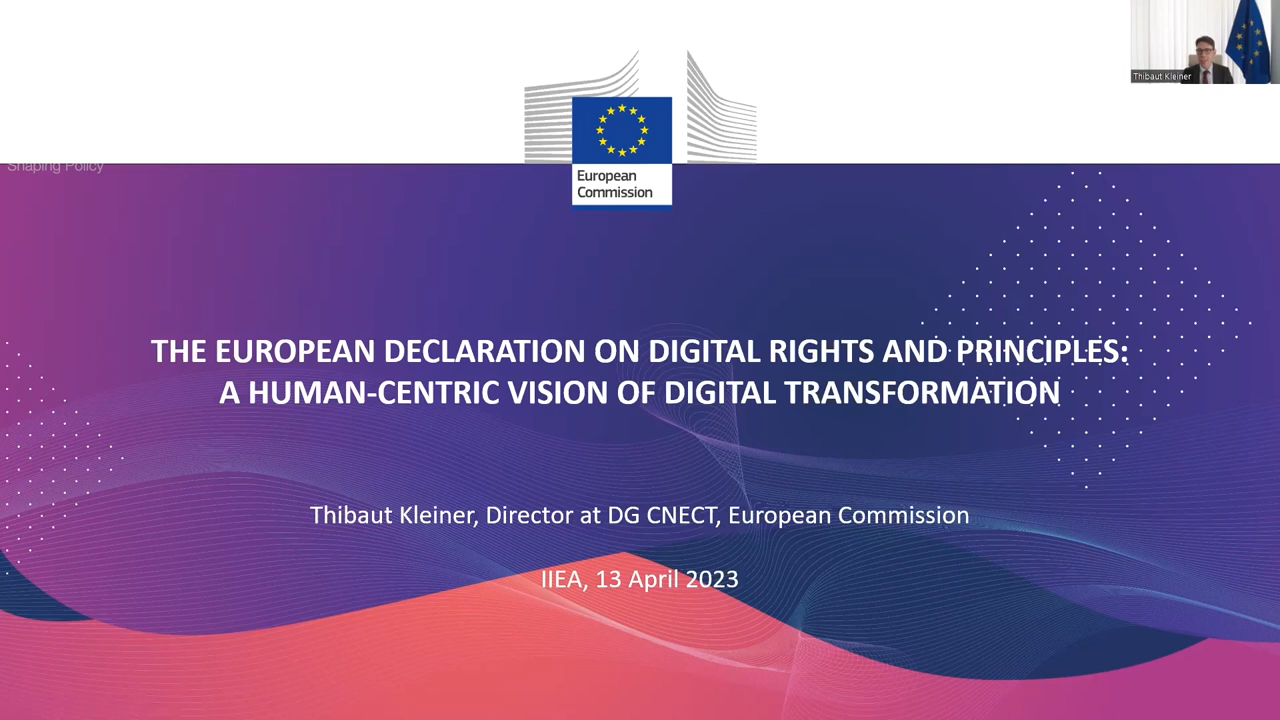 Thibaut Kleiner
Shaping Policy
European
Commission
THE EUROPEAN DECLARATION ON DIGITAL RIGHTS AND PRINCIPLES:
A HUMAN-CENTRIC VISION OF DIGITAL TRANSFORMATION
Thibaut Kleiner, Director at DG CNECT, European Commission
IIEA, 13 April 2023